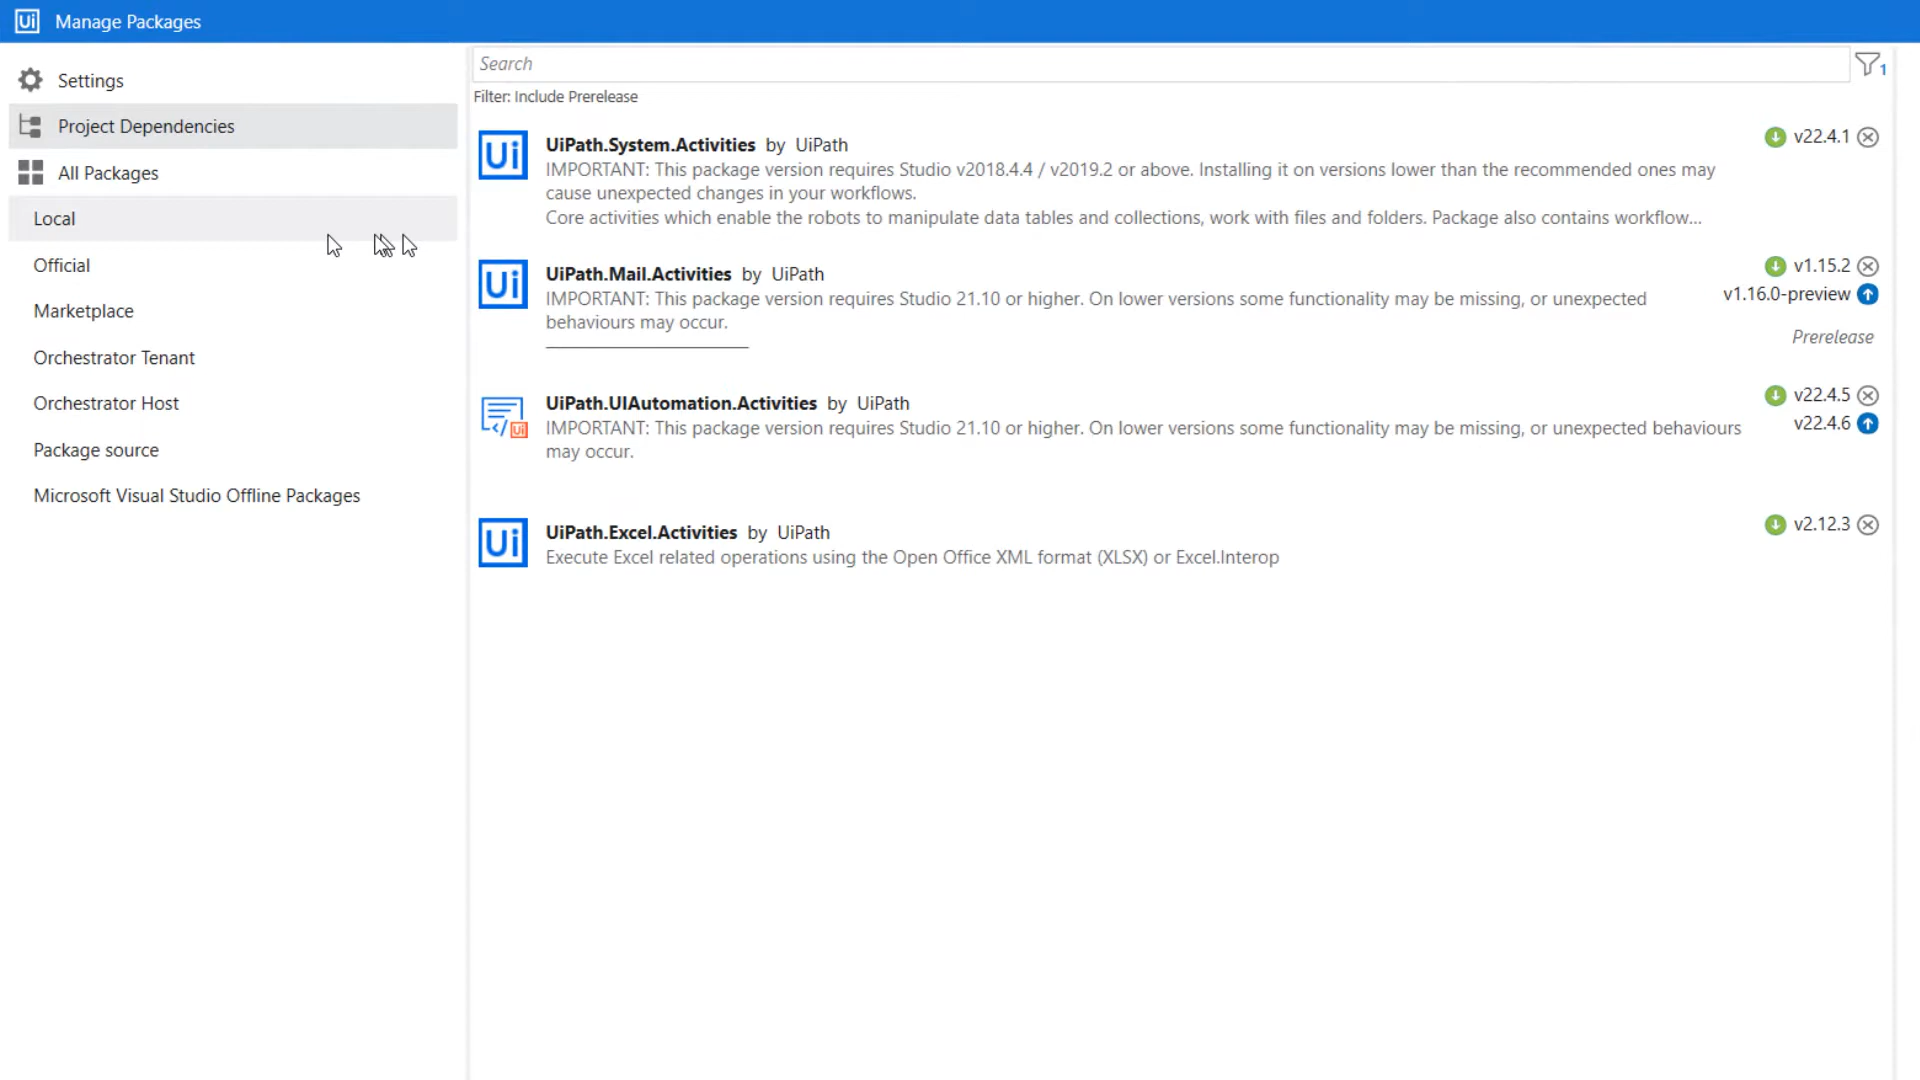 Ui Manage Packages
Settings
Project Dependencies
All Packages
Local
Official
Marketplace
Orchestrator Tenant
Orchestrator Host
Package source
Microsoft Visual Studio Offline Packages
Search
1
Filter: Include Prerelease
Ui
UiPath.System.Activities by UiPath
v22.4.1
IMPORTANT: This package version requires Studio v2018.4.4 / v2019.2 or above. Installing it on versions lower than the recommended ones may
cause unexpected changes in your workflows.
Core activities which enable the robots to manipulate data tables and collections, work with files and folders. Package also contains workflow...
Ui
UiPath.Mail.Activities by UiPath
v1.15.2
IMPORTANT: This package version requires Studio 21.10 or higher. On lower versions some functionality may be missing, or unexpected
behaviours may occur.
v1.16.0-preview
Prerelease
Ui
UiPath.UIAutomation.Activities by UiPath
v22.4.5
IMPORTANT: This package version requires Studio 21.10 or higher. On lower versions some functionality may be missing, or unexpected behaviours
may occur.
v22.4.6
Ui
UiPath.Excel.Activities by UiPath
v2.12.3
Execute Excel related operations using the Open Office XML format (XLSX) or Excel.Interop